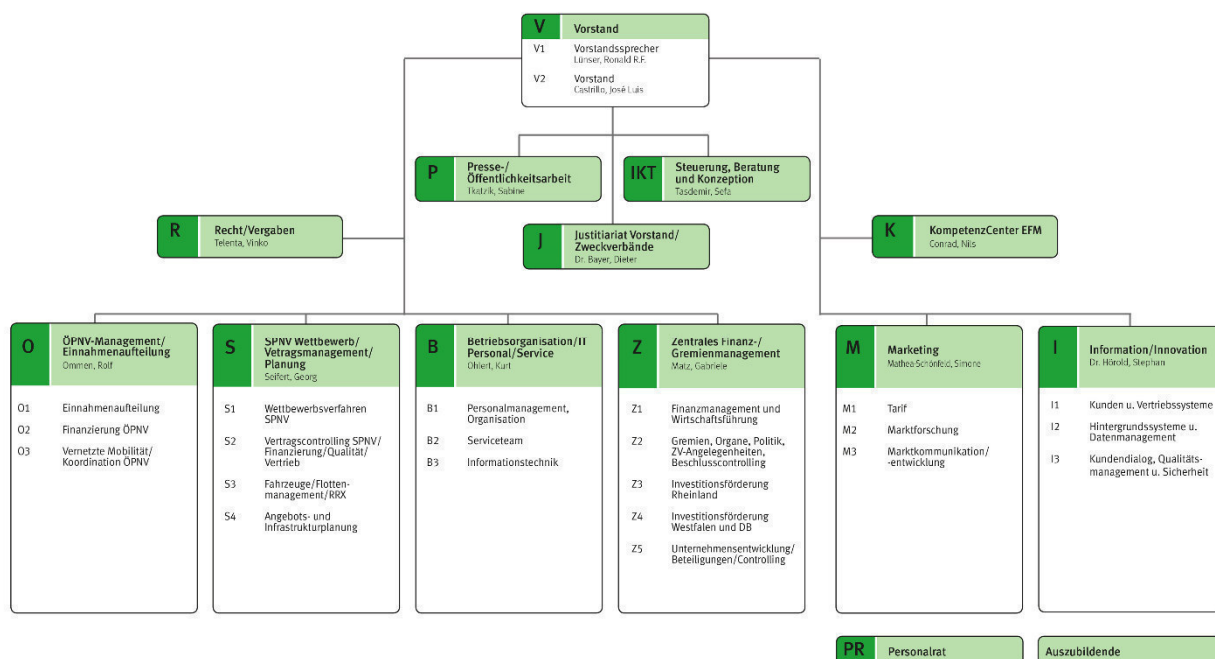 V Vorstand
V1 Vorstandssprecher
Lünser, Ronald R.F.
V2 Vorstand
Castrillo, José Luis
P Presse-/
Öffentlichkeitsarbeit
Tkatzik, Sabine
IKT Steuerung, Beratung
und Konzeption
Tasdemir, Sefa
R Recht/Vergaben
Telenta, Vinko
J Justitiariat Vorstand/
Zweckverbände
Dr. Bayer, Dieter
K KompetenzCenter EFM
Conrad, Nils
O ÖPNV-Management/
Einnahmenaufteilung
Ommen, Rolf
O1 Einnahmenaufteilung
O2 Finanzierung ÖPNV
O3 Vernetzte Mobilität/
Koordination ÖPNV
S SPNV Wettbewerb/
Vetragsmanagement/
Planung
Seifert, Georg
S1 Wettbewerbsverfahren
SPNV
S2 Vertragscontrolling SPNV/
Finanzierung/Qualität/
Vertrieb
S3 Fahrzeuge/Flotten-
management/RRX
S4 Angebots- und
Infrastrukturplanung
B Betriebsorganisation/IT
Personal/Service
Ohlert, Kurt
B1 Personalmanagement,
Organisation
B2 Serviceteam
B3 Informationstechnik
Z Zentrales Finanz-/
Gremienmanagement
Matz, Gabriele
Z1 Finanzmanagement und
Wirtschaftsführung
Z2 Gremien, Organe, Politik,
ZV-Angelegenheiten,
Beschlusscontrolling
Z3 Investitionsförderung
Rheinland
Z4 Investitionsförderung
Westfalen und DB
Z5 Unternehmensentwicklung/
Beteiligungen/Controlling
M Marketing
Mathea-Schönfeld, Simone
M1 Tarif
M2 Marktforschung
M3 Marktkommunikation/
-entwicklung
I Information/Innovation
Dr. Hörold, Stephan
I1 Kunden u. Vertriebssysteme
I2 Hintergrundssysteme u.
Datenmanagement
I3 Kundendialog, Qualitäts-
management u. Sicherheit
PR Personalrat
Auszubildende